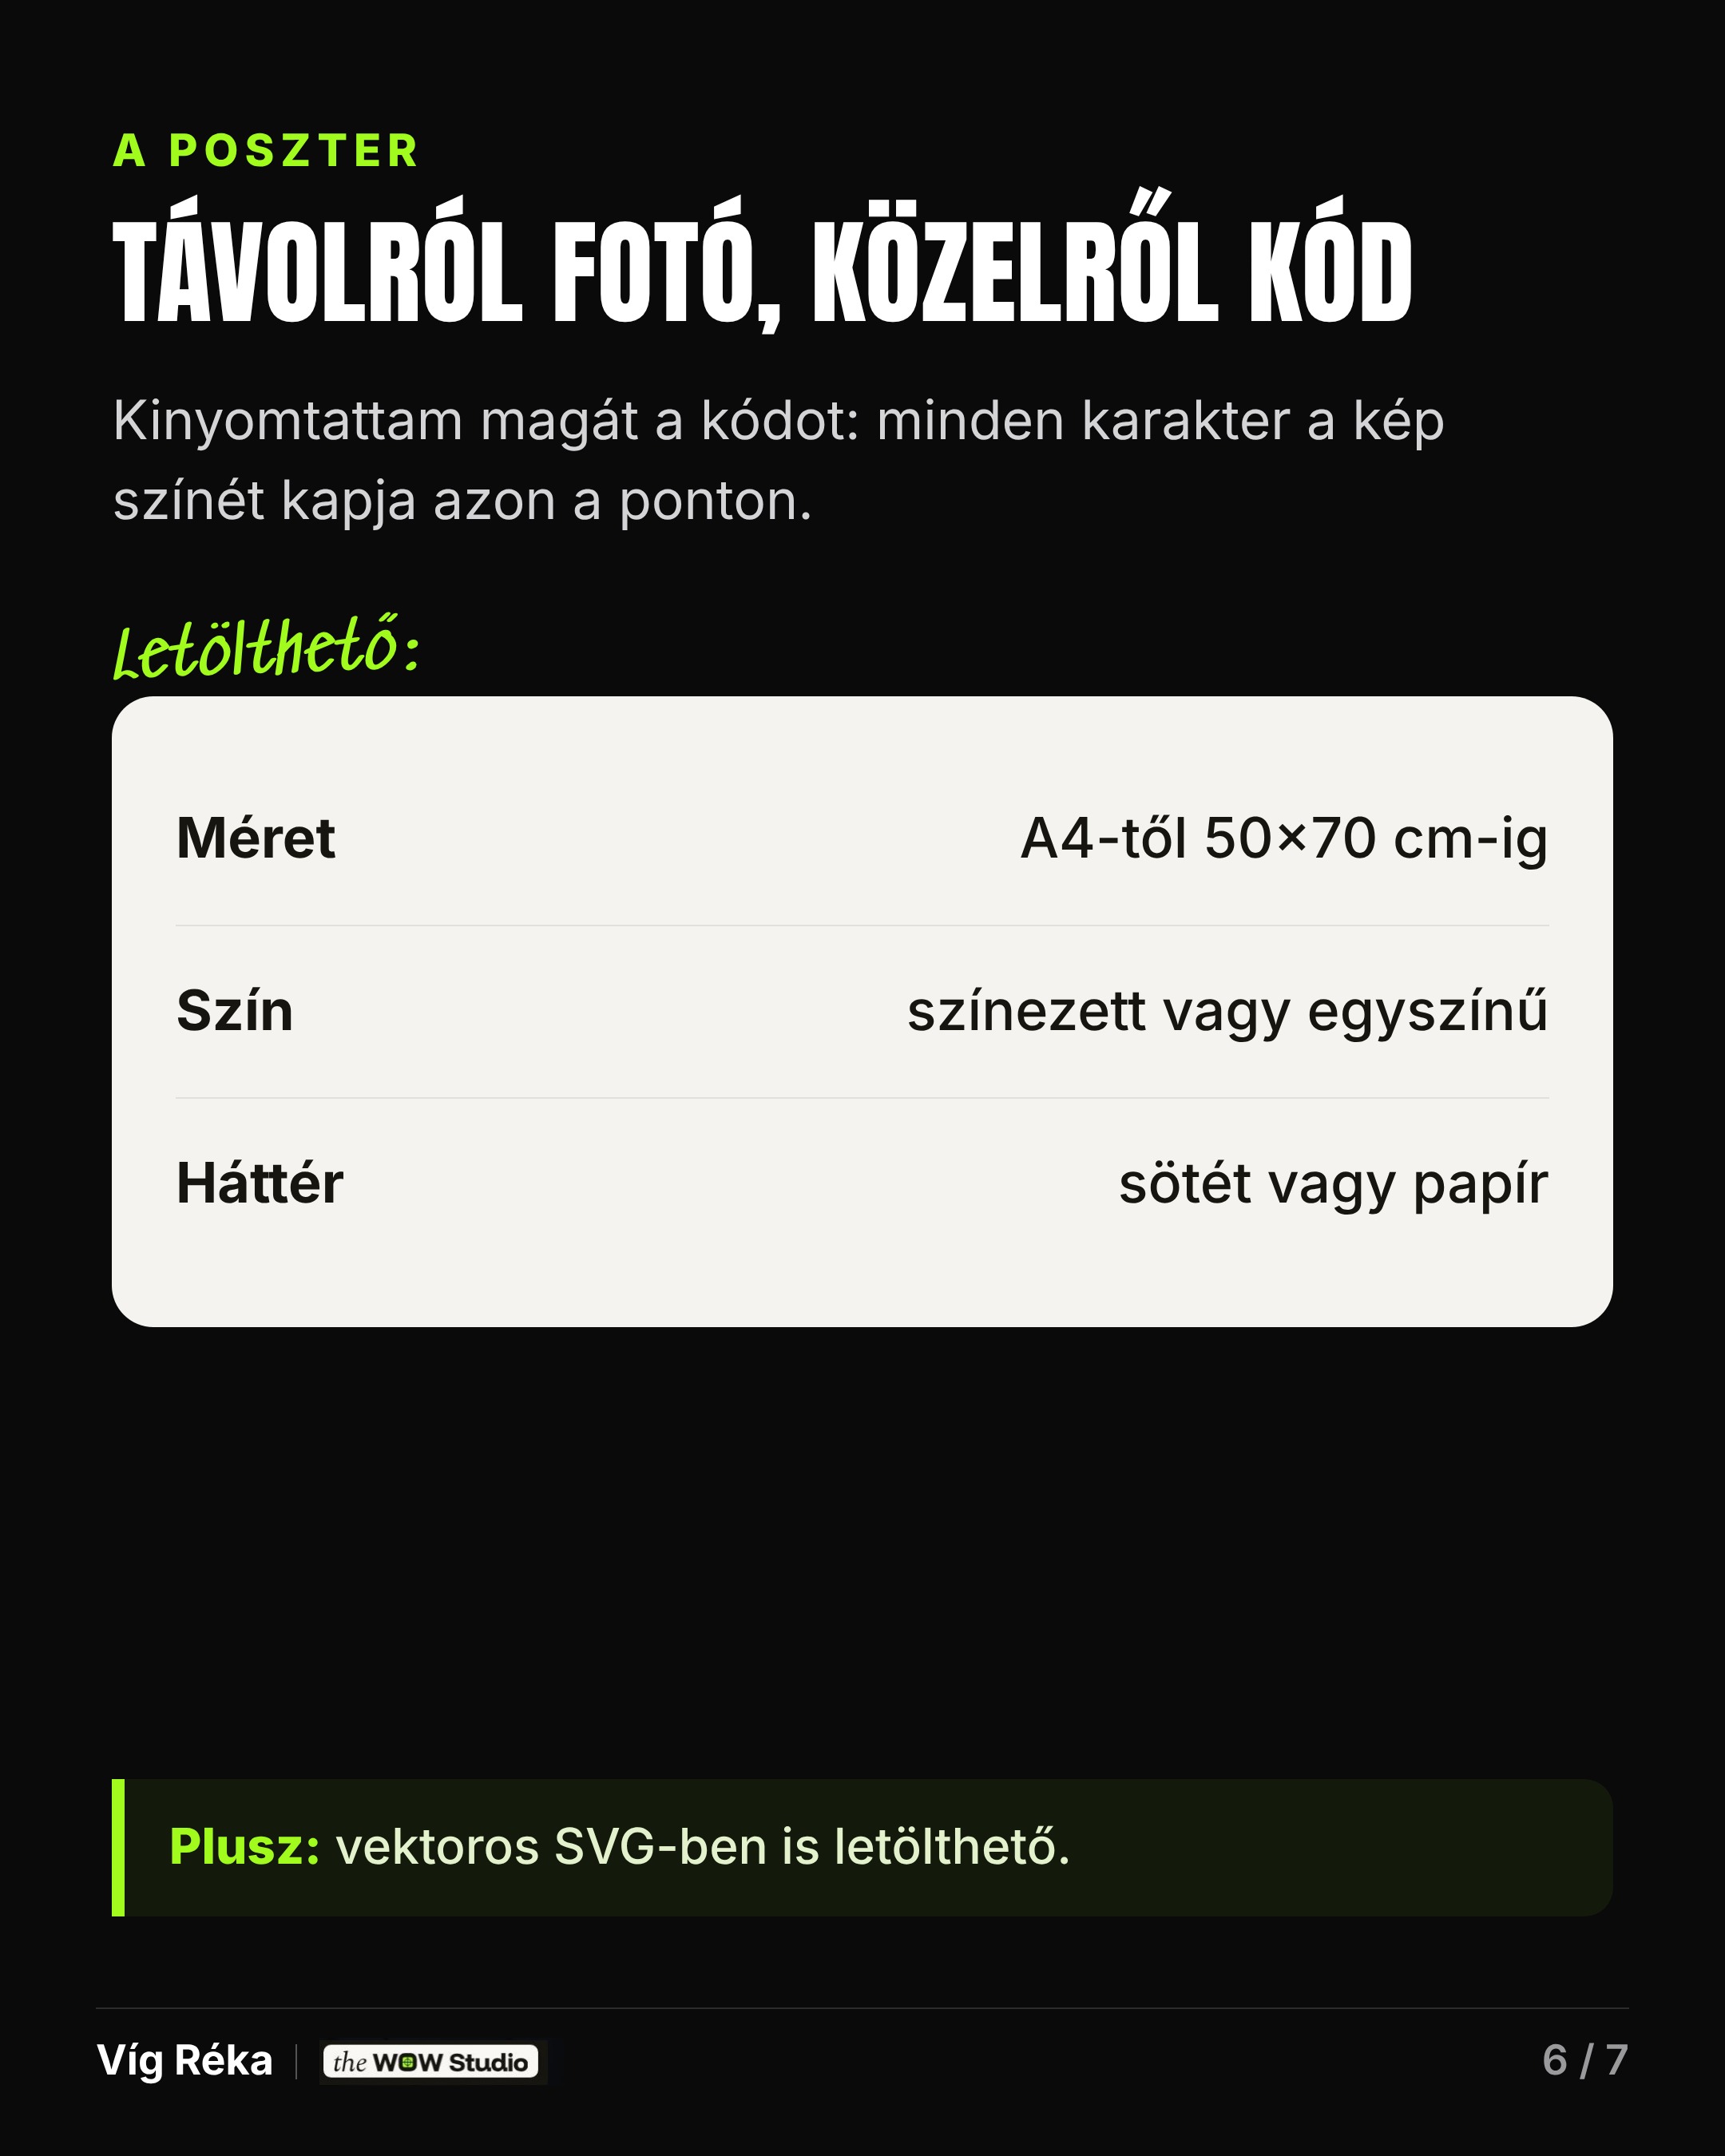 A POSZTER
TÁVOLRÓL FOTÓ, KÖZELRŐL KÓD
Kinyomtattam magát a kódot: minden karakter a kép
színét kapja azon a ponton.
Letölthető:
Méret A4-től 50×70 cm-ig
Szín színezett vagy egyszínű
Háttér sötét vagy papír
Plusz: vektoros SVG-ben is letölthető.
Víg Réka the WOW Studio 6 / 7